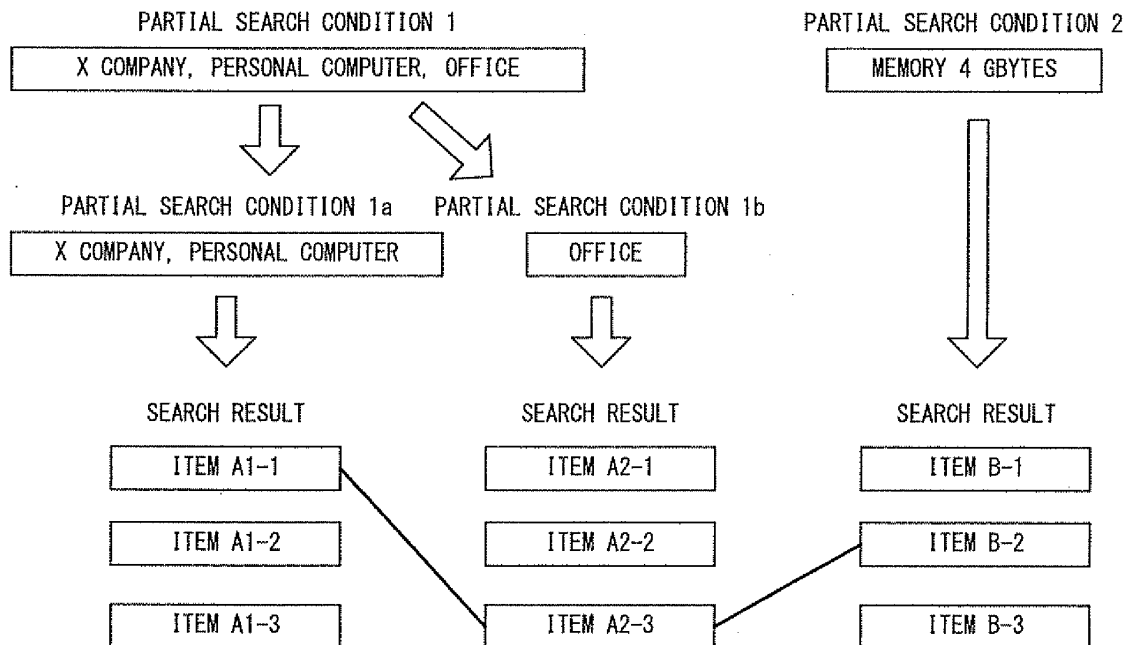 PARTIAL SEARCH CONDITION 1
PARTIAL SEARCH CONDITION 2
X COMPANY, PERSONAL COMPUTER, OFFICE
MEMORY 4 GBYTES
PARTIAL SEARCH CONDITION 1a
PARTIAL SEARCH CONDITION 1b
X COMPANY, PERSONAL COMPUTER
OFFICE
SEARCH RESULT
SEARCH RESULT
SEARCH RESULT
ITEM A1-1
ITEM A2-1
ITEM B-1
ITEM A1-2
ITEM A2-2
ITEM B-2
ITEM A1-3
ITEM A2-3
ITEM B-3